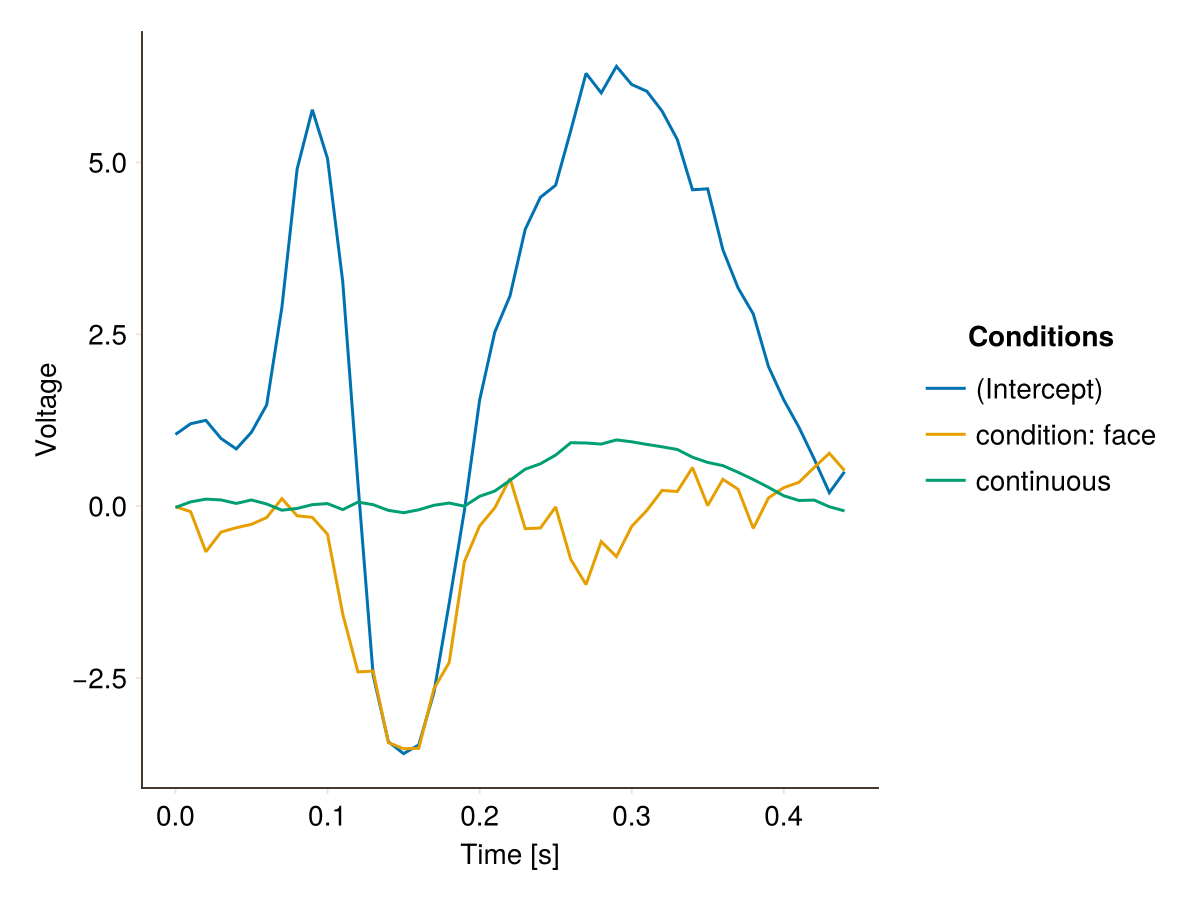 Voltage
5.0
2.5
0.0
−2.5
0.0 0.1 0.2 0.3 0.4
Time [s]
Conditions
(Intercept)
condition: face
continuous